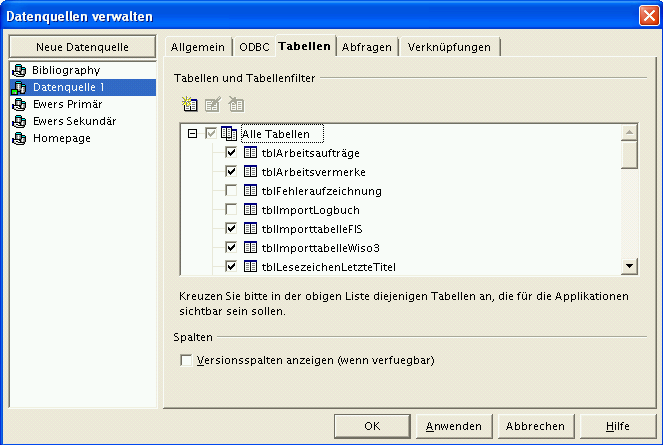 Datenquellen verwalten
Neue Datenquelle
Bibliography
Datenquelle 1
Ewers Primär
Ewers Sekundär
Homepage
Allgemein ODBC Tabellen Abfragen Verknüpfungen
Tabellen und Tabellenfilter
Alle Tabellen
tblArbeitsaufträge
tblArbeitsvermerke
tblFehleraufzeichnung
tblImportLogbuch
tblImporttabelleFIS
tblImporttabelleWiso3
tblLesezeichenLetzteTitel
Kreuzen Sie bitte in der obigen Liste diejenigen Tabellen an, die für die Applikationen
sichtbar sein sollen.
Spalten
Versionsspalten anzeigen (wenn verfuegbar)
OK Anwenden Abbrechen Hilfe